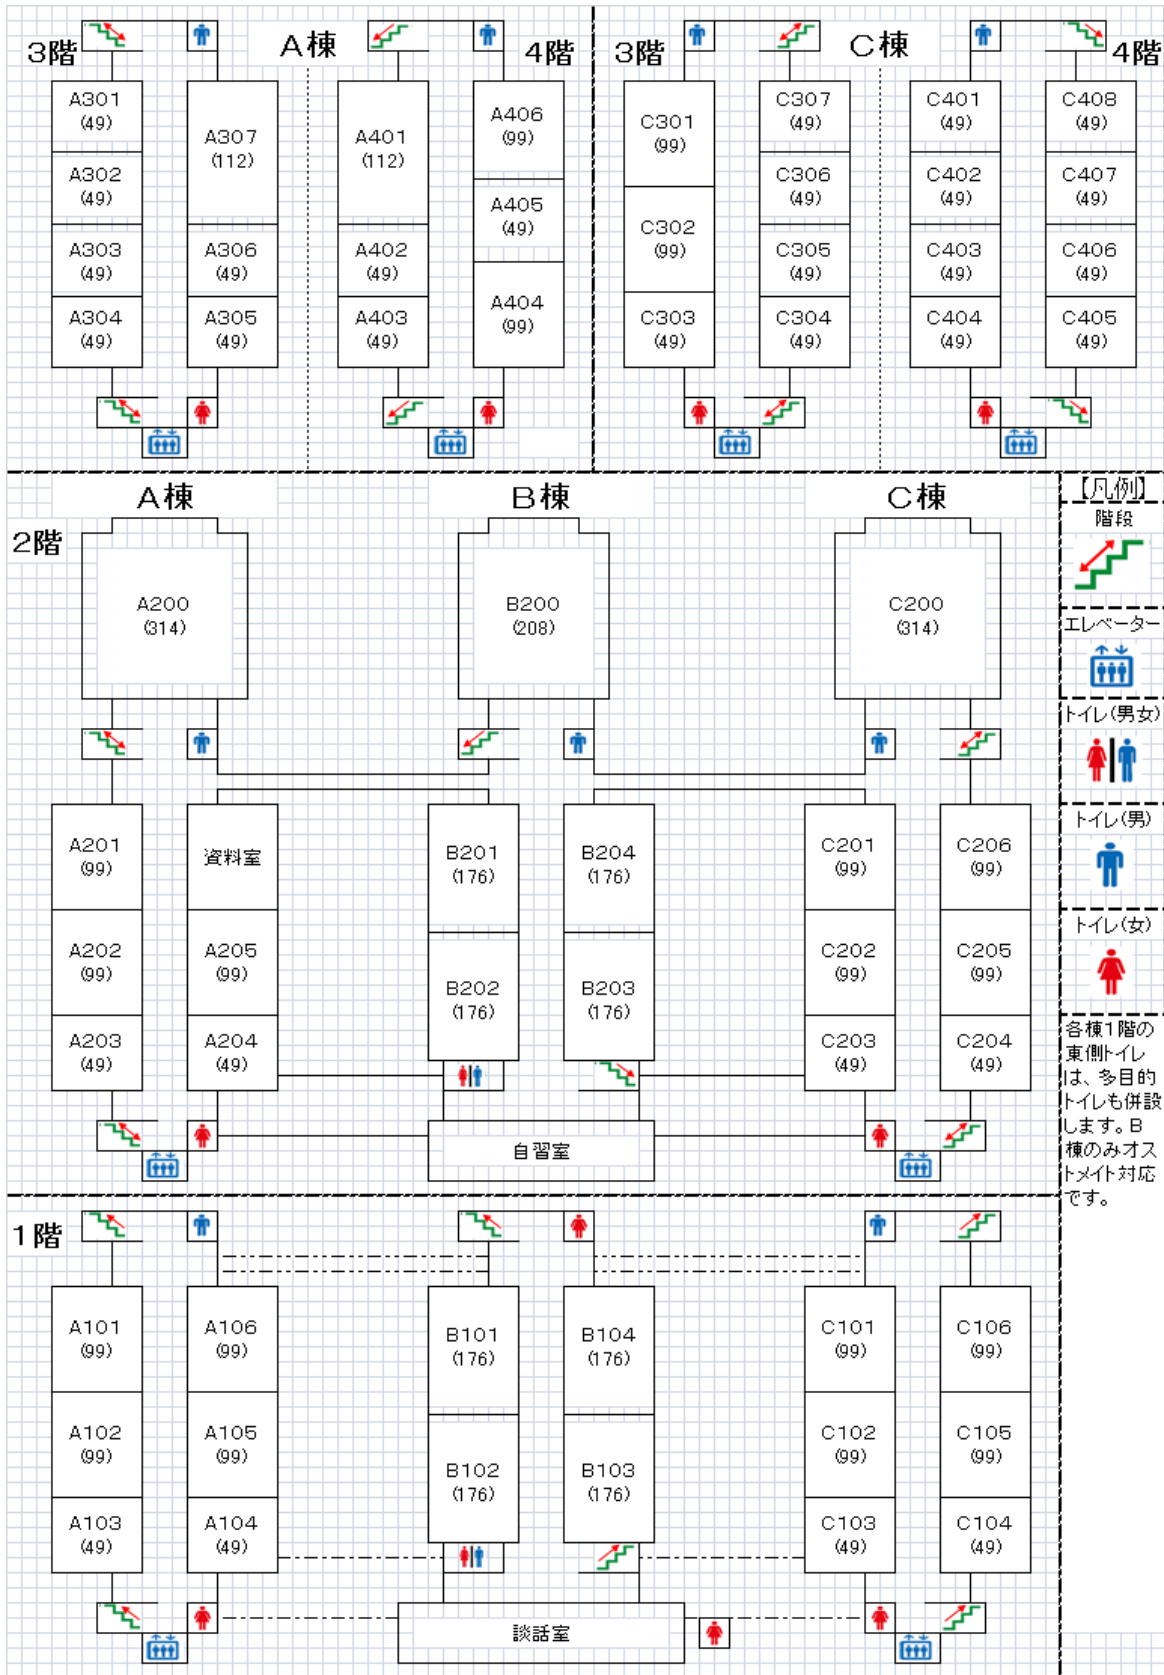 3階
A棟
4階
A301
(49)
A302
(49)
A303
(49)
A304
(49)
A307
(112)
A306
(49)
A305
(49)
A401
(112)
A402
(49)
A403
(49)
A406
(99)
A405
(49)
A404
(99)
3階
C棟
4階
C301
(99)
C302
(99)
C303
(49)
C307
(49)
C306
(49)
C305
(49)
C304
(49)
C401
(49)
C402
(49)
C403
(49)
C404
(49)
C408
(49)
C407
(49)
C406
(49)
C405
(49)
2階
A棟
B棟
C棟
A200
(314)
B200
(208)
C200
(314)
A201
(99)
A202
(99)
A203
(49)
資料室
A205
(99)
A204
(49)
B201
(176)
B202
(176)
B204
(176)
B203
(176)
C201
(99)
C202
(99)
C203
(49)
C206
(99)
C205
(99)
C204
(49)
自習室
【凡例】
階段
エレベーター
トイレ(男女)
トイレ(男)
トイレ(女)
各棟1階の
東側トイレ
は、多目的
トイレも併設
します。B
棟のみオス
トメイト対応
です。
1階
A101
(99)
A102
(99)
A103
(49)
A106
(99)
A105
(99)
A104
(49)
B101
(176)
B102
(176)
B104
(176)
B103
(176)
C101
(99)
C102
(99)
C103
(49)
C106
(99)
C105
(99)
C104
(49)
談話室